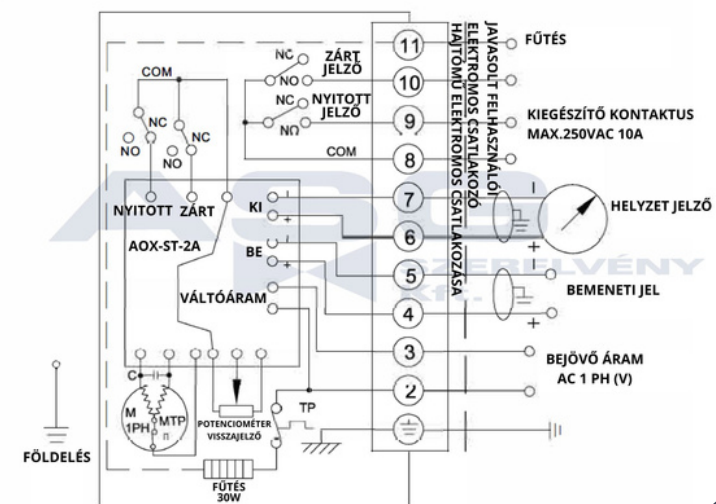 COM
NC
NO
NC
NO
NYITOTT ZÁRT
AOX-ST-2A
KI
BE
VÁLTÓÁRAM
NC
NO
ZÁRT
JELZŐ
NC
NO
NYITOTT
JELZŐ
COM
11
10
9
8
7
6
5
4
3
2
HAJTÓMŰ ELEKTROMOS CSATLAKOZÁSA
ELEKTROMOS CSATLAKOZÓ
JAVASOLT FELHASZNÁLÓI
FŰTÉS
KIEGÉSZÍTŐ KONTAKTUS
MAX.250VAC 10A
HELYZET JELZŐ
BEMENETI JEL
BEJÖVŐ ÁRAM
AC 1 PH (V)
C
M
1PH
MTP
POTENCIOMÉTER
VISSZAJELZŐ
TP
FŰTÉS
30W
FÖLDELÉS
ASG
SZERELVÉNY
Kft.